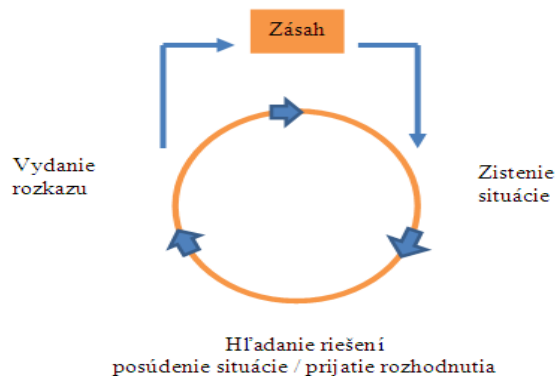 Zásah
Vydanie
rozkazu
Zistenie
situácie
Hľadanie riešení
posúdenie situácie / prijatie rozhodnutia